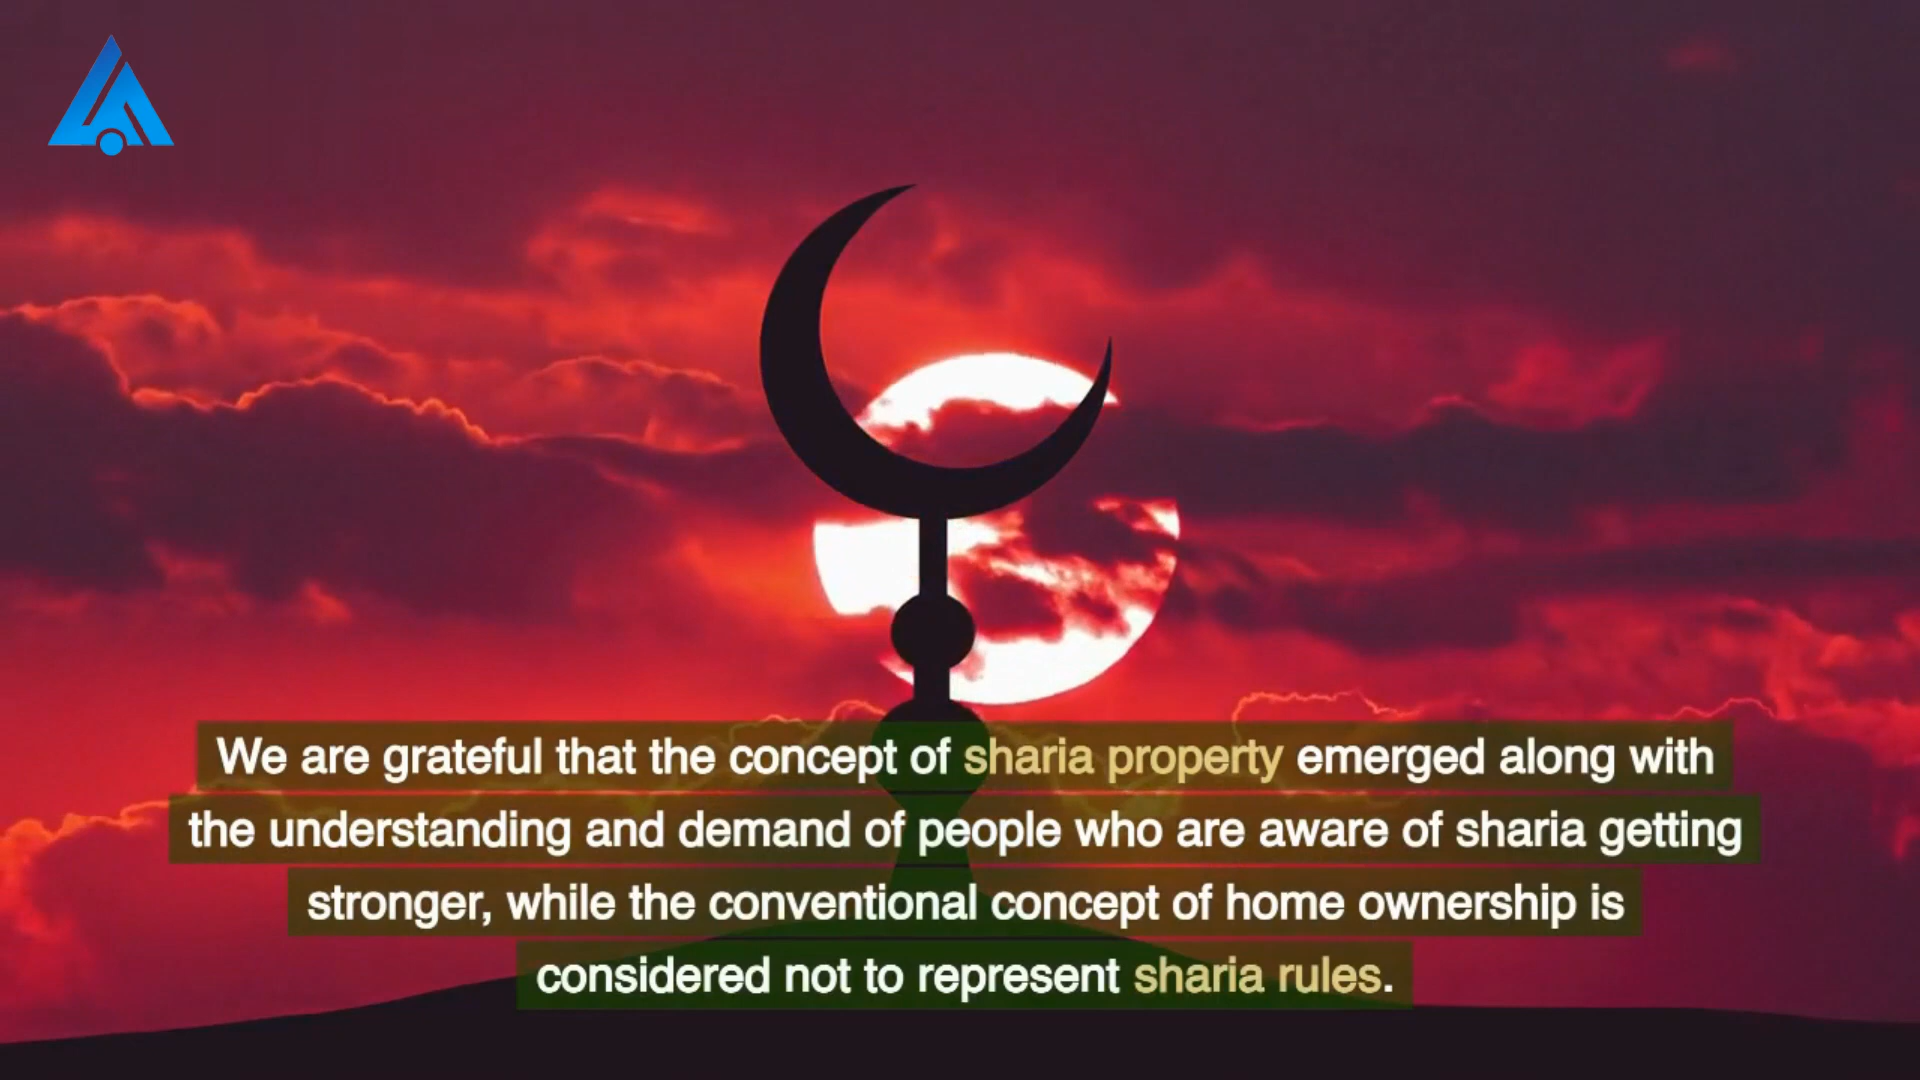 We are grateful that the concept of sharia property emerged along with
the understanding and demand of people who are aware of sharia getting
stronger, while the conventional concept of home ownership is
considered not to represent sharia rules.